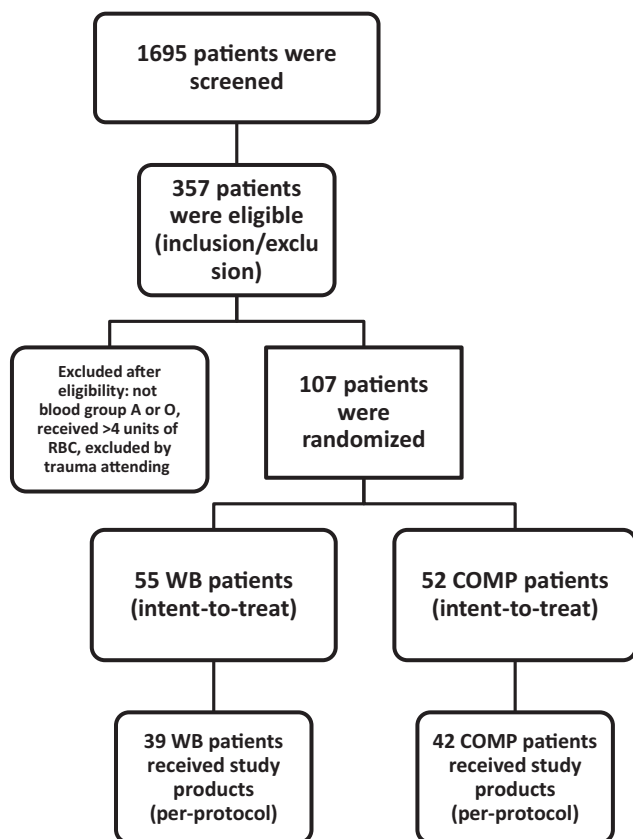 1695 patients were
screened
357 patients
were eligible
(inclusion/exclu
sion)
Excluded after
eligibility: not
blood group A or O,
received >4 units of
RBC, excluded by
trauma attending
107 patients
were
randomized
55 WB patients
(intent-to-treat)
52 COMP patients
(intent-to-treat)
39 WB patients
received study
products
(per-protocol)
42 COMP patients
received study
products
(per-protocol)